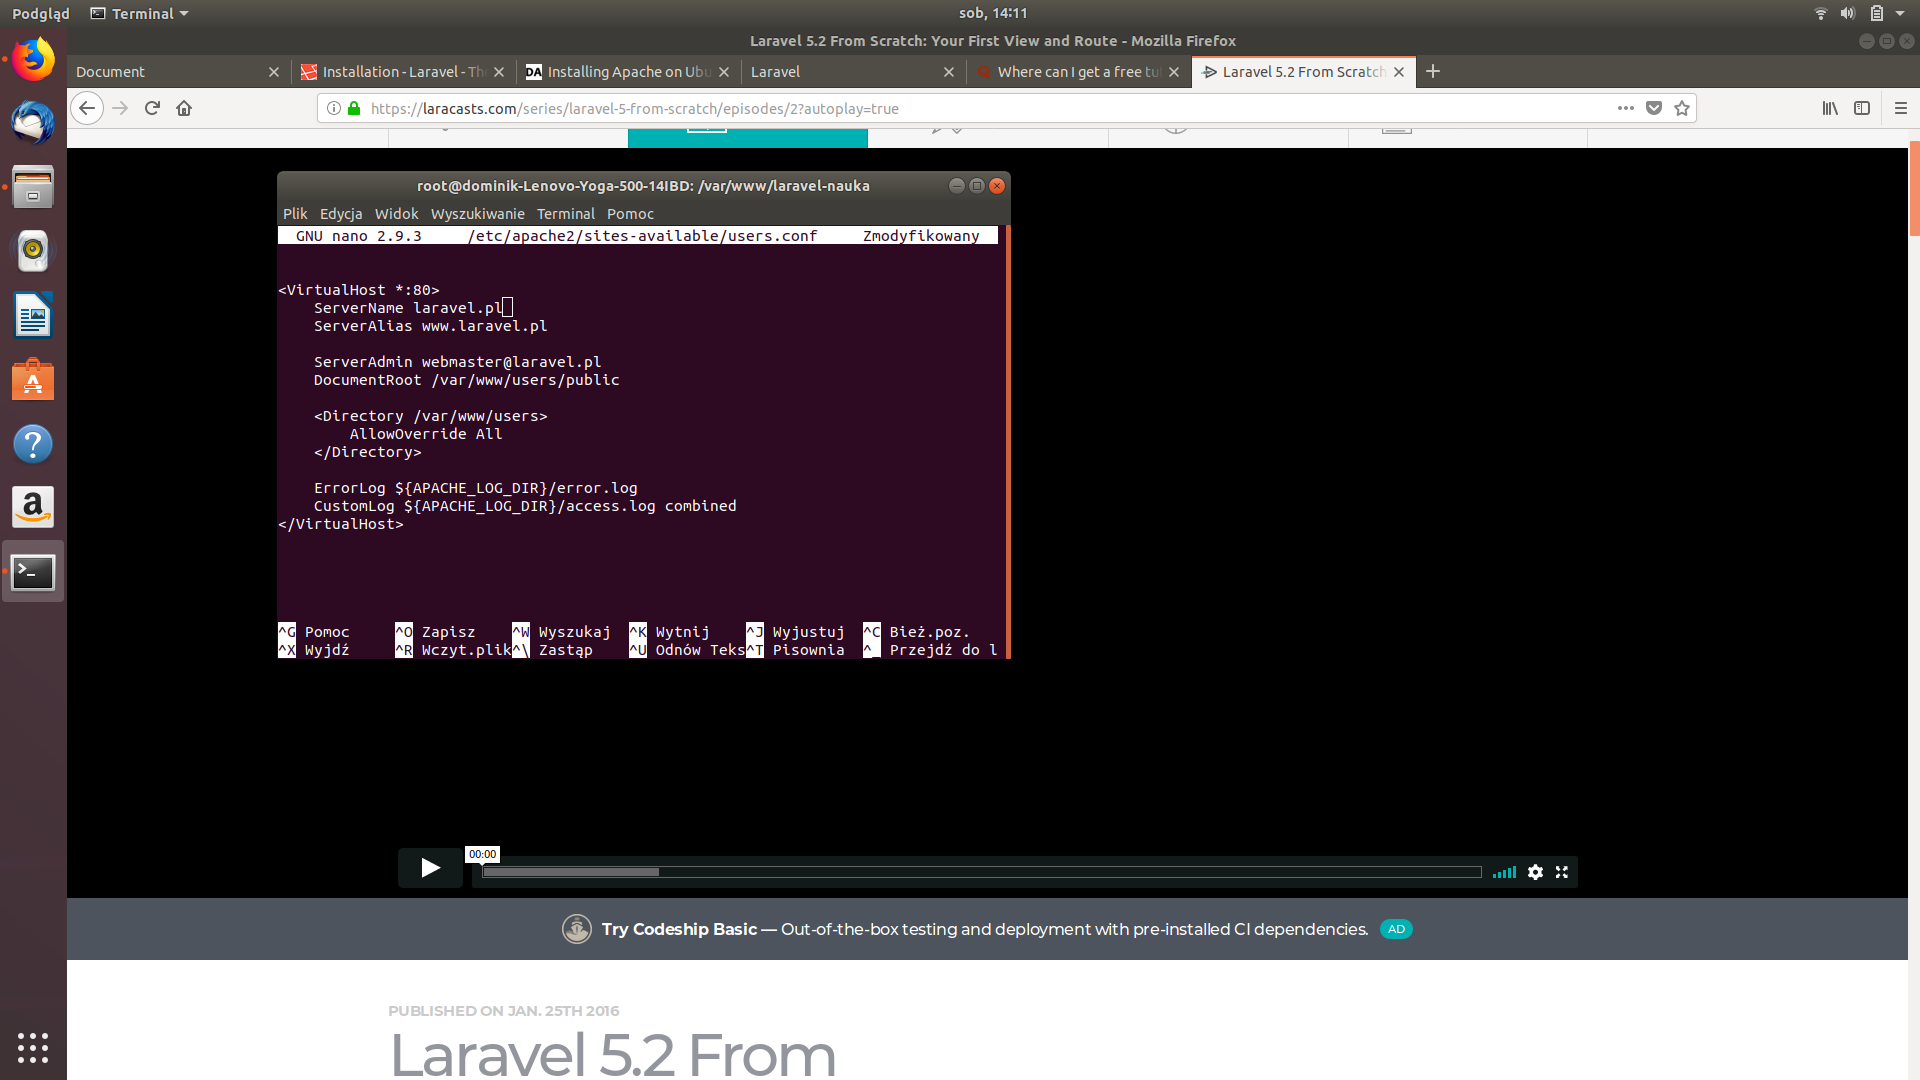 Podgląd
Terminal
sob, 14:11
Laravel 5.2 From Scratch: Your First View and Route - Mozilla Firefox
Document
Installation - Laravel - Th
DA Installing Apache on Ubu
Laravel
Where can I get a free tu
Laravel 5.2 From Scratch
https://laracasts.com/series/laravel-5-from-scratch/episodes/2?autoplay=true
root@dominik-Lenovo-Yoga-500-14IBD: /var/www/laravel-nauka
Plik Edycja Widok Wyszukiwanie Terminal Pomoc
GNU nano 2.9.3 /etc/apache2/sites-available/users.conf Zmodyfikowany
<VirtualHost *:80>
ServerName laravel.pl
ServerAlias www.laravel.pl
ServerAdmin webmaster@laravel.pl
DocumentRoot /var/www/users/public
<Directory /var/www/users>
AllowOverride All
</Directory>
ErrorLog ${APACHE_LOG_DIR}/error.log
CustomLog ${APACHE_LOG_DIR}/access.log combined
</VirtualHost>
^G Pomoc ^O Zapisz ^W Wyszukaj ^K Wytnij ^J Wyjustuj ^C Bież.poz.
^X Wyjdź ^R Wczyt.plik ^\ Zastąp ^U Odnów Teks ^T Pisownia ^_ Przejdź do l
00:00
Try Codeship Basic — Out-of-the-box testing and deployment with pre-installed CI dependencies. AD
PUBLISHED ON JAN. 25TH 2016
Laravel 5.2 From